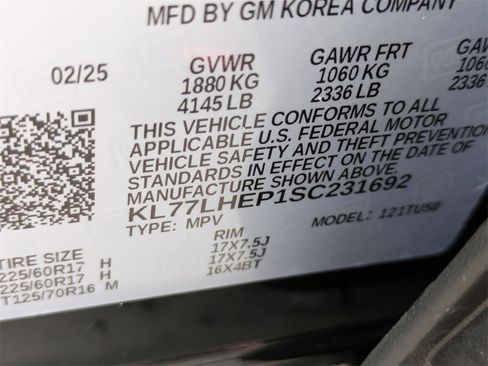 MFD BY GM KOREA COMPANY
02/25 GVWR GAWR FRT GAW
1880 KG 1060 KG 1060
4145 LB 2336 LB 2336
THIS VEHICLE CONFORMS TO ALL
APPLICABLE U.S. FEDERAL MOTOR
VEHICLE SAFETY AND THEFT PREVENTION
STANDARDS IN EFFECT ON THE DATE OF
MANUFACTURE SHOWN ABOVE.
KL77LHEP1SC231692
TYPE: MPV MODEL: 121TU58
TIRE SIZE RIM
225/60R17 H 17X7.5J
225/60R17 H 17X7.5J
T125/70R16 M 16X4BT